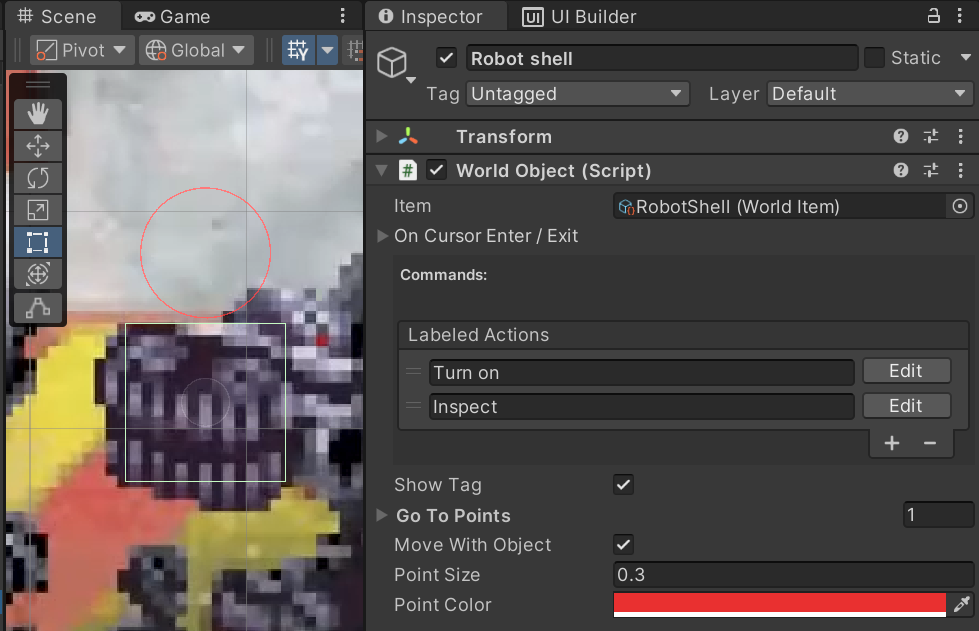 Scene Game Inspector UI Builder
Pivot Global Robot shell Static
Tag Untagged Layer Default
Transform
World Object (Script)
Item RobotShell (World Item)
On Cursor Enter / Exit
Commands:
Labeled Actions
Turn on Edit
Inspect Edit
+ −
Show Tag
Go To Points 1
Move With Object
Point Size 0.3
Point Color